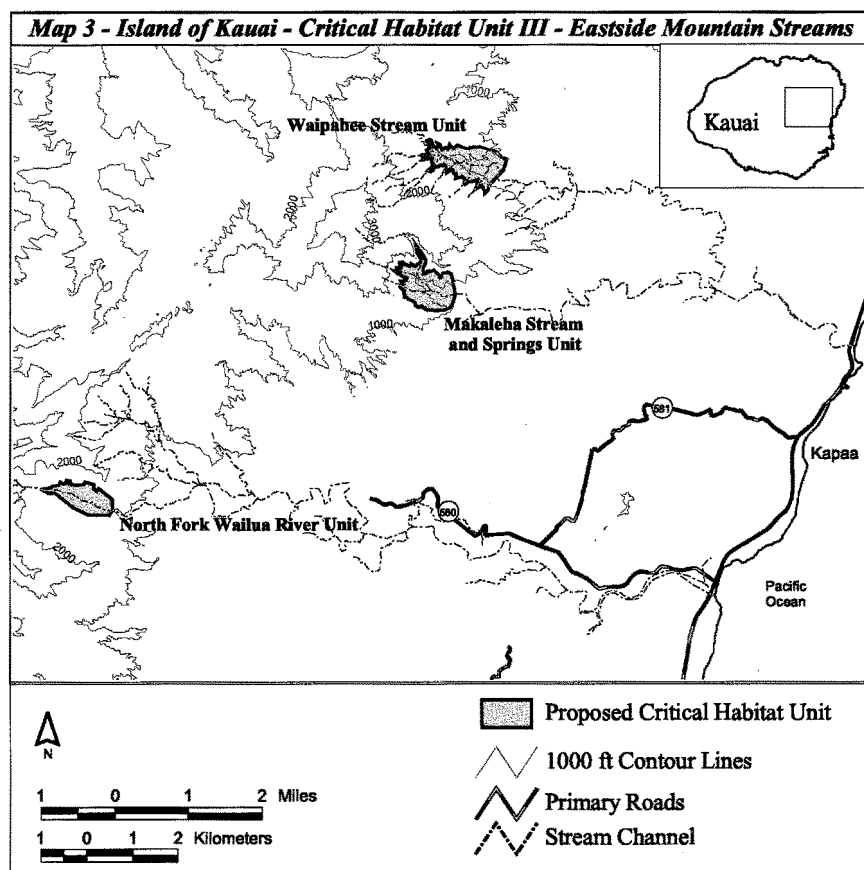 Map 3 - Island of Kauai - Critical Habitat Unit III - Eastside Mountain Streams
Kauai
1000
Waipahee Stream Unit
2000
2000
3000
1000
Makaleha Stream
and Springs Unit
581
Kapaa
2000
North Fork Wailua River Unit
580
2000
Pacific
Ocean
N
1 0 1 2 Miles
1 0 1 2 Kilometers
Proposed Critical Habitat Unit
1000 ft Contour Lines
Primary Roads
Stream Channel